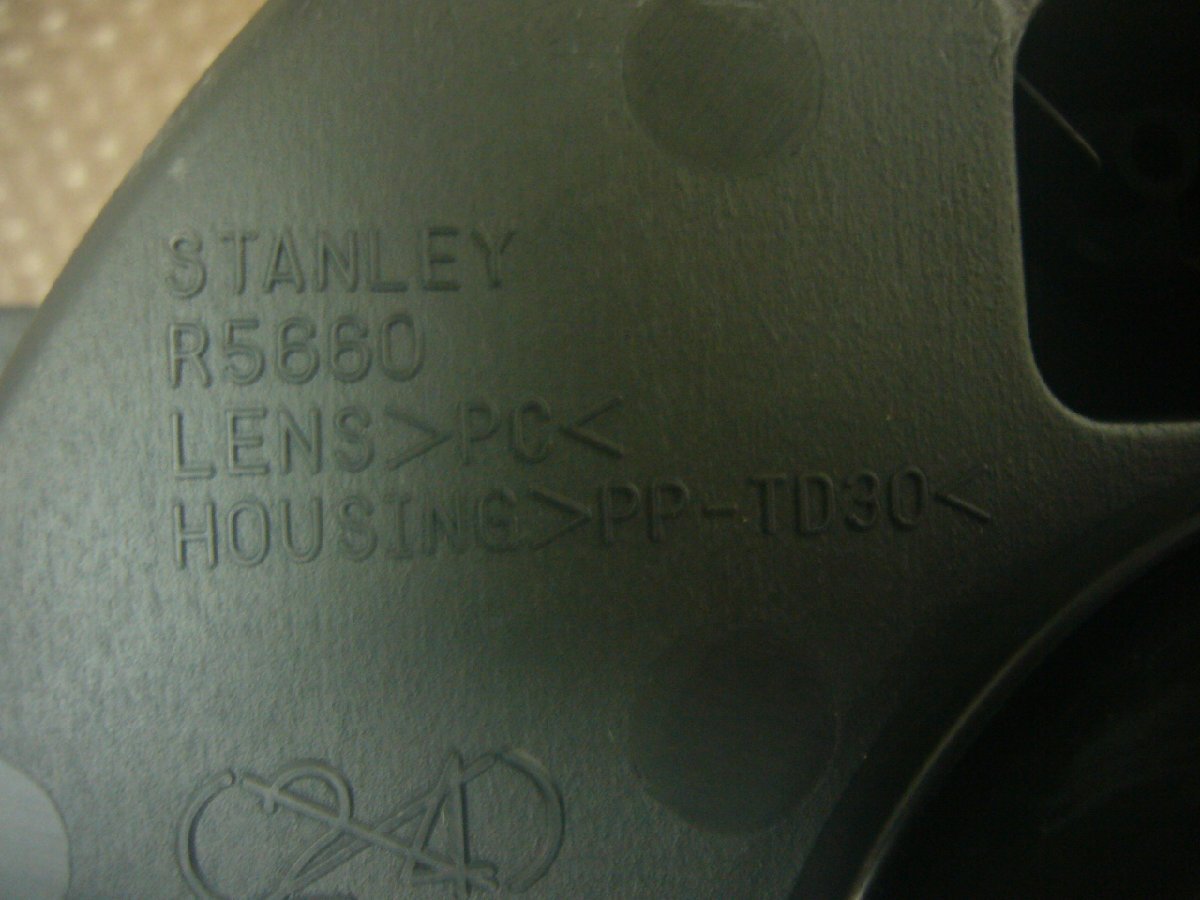 STANLEY
R5660
LENS>PC<
HOUSING>PP-TD30<